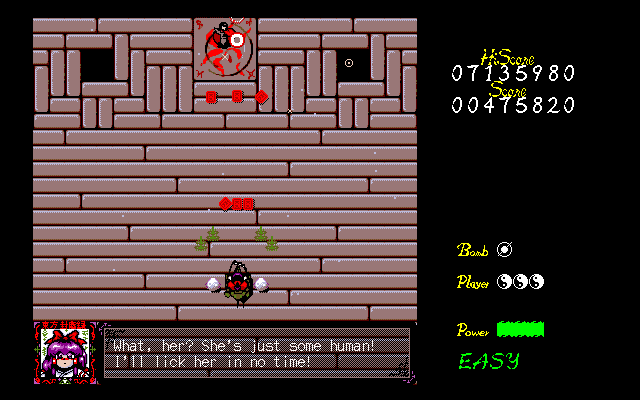 HiScore
07135980
Score
00475820
Bomb
Player
Power
EASY
What, her? She's just some human!
I'll lick her in no time!